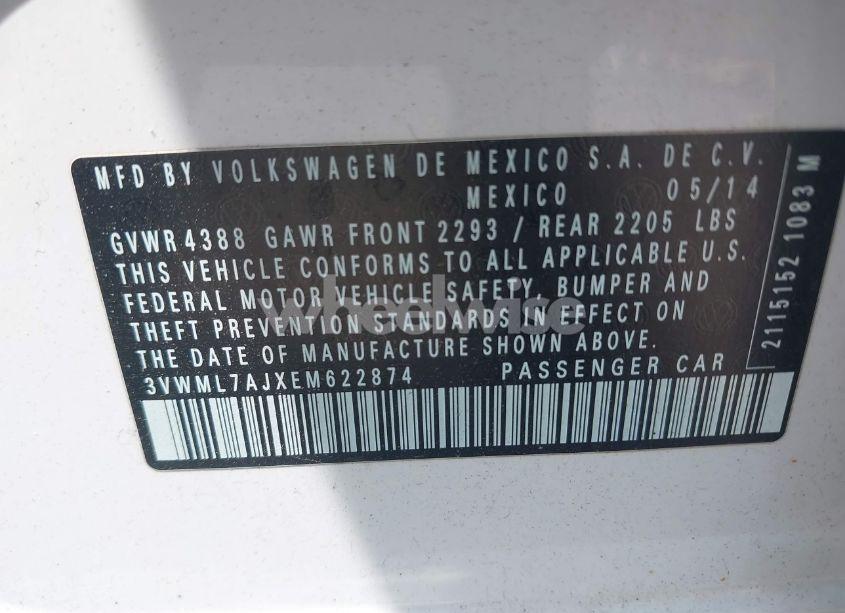 MFD BY VOLKSWAGEN DE MEXICO S.A. DE C.V.
MEXICO 05/14
GVWR 4388 GAWR FRONT 2293 / REAR 2205 LBS
THIS VEHICLE CONFORMS TO ALL APPLICABLE U.S.
FEDERAL MOTOR VEHICLE SAFETY, BUMPER AND
THEFT PREVENTION STANDARDS IN EFFECT ON
THE DATE OF MANUFACTURE SHOWN ABOVE.
3VWML7AJXEM622874 PASSENGER CAR
2115152 1083 M
wheelwise